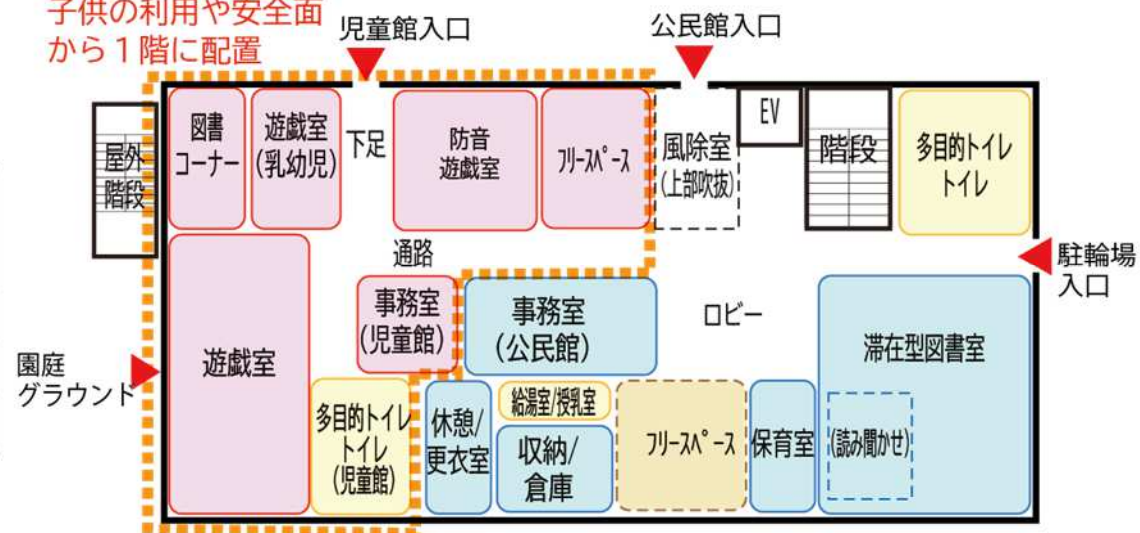 子供の利用や安全面
から１階に配置
児童館入口
公民館入口
屋外
階段
図書
コーナー
遊戯室
(乳幼児)
下足
防音
遊戯室
ﾌﾘｰｽﾍﾟｰｽ
風除室
(上部吹抜)
EV
階段
多目的トイレ
トイレ
通路
駐輪場
入口
事務室
(児童館)
事務室
(公民館)
ロビー
滞在型図書室
園庭
グラウンド
遊戯室
多目的トイレ
トイレ
(児童館)
休憩/
更衣室
給湯室/授乳室
収納/
倉庫
ﾌﾘｰｽﾍﾟｰｽ
保育室
(読み聞かせ)